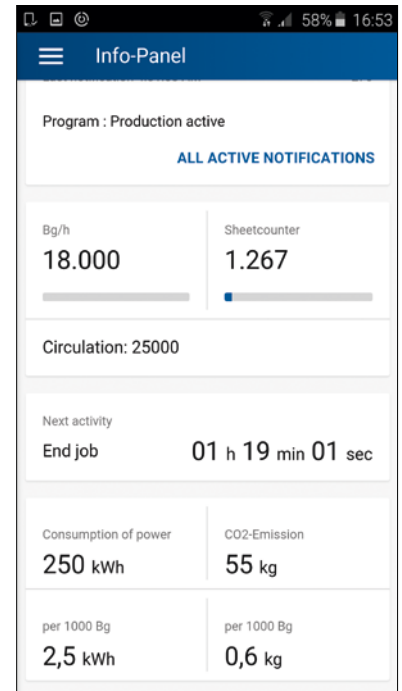 58% 16:53
Info-Panel
Program : Production active
ALL ACTIVE NOTIFICATIONS
Bg/h
18.000
Sheetcounter
1.267
Circulation: 25000
Next activity
End job 01 h 19 min 01 sec
Consumption of power
250 kWh
CO2-Emission
55 kg
per 1000 Bg
2,5 kWh
per 1000 Bg
0,6 kg